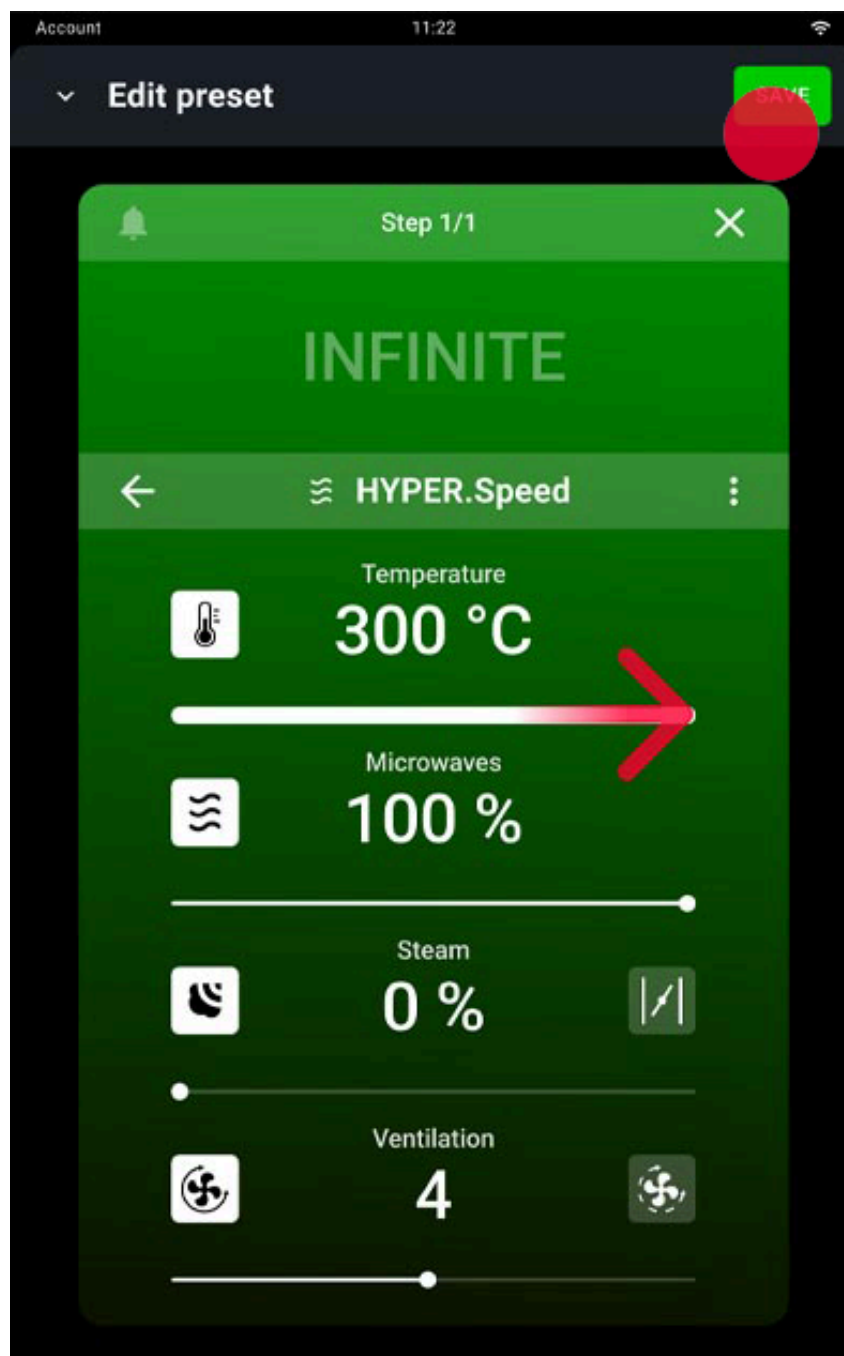 Account 11:22
Edit preset SAVE
Step 1/1
INFINITE
HYPER.Speed
Temperature
300 °C
Microwaves
100 %
Steam
0 %
Ventilation
4